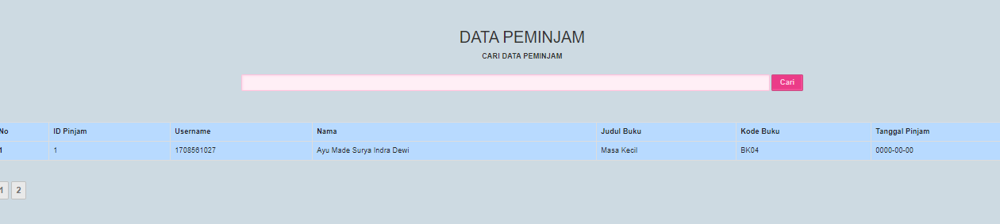 DATA PEMINJAM
CARI DATA PEMINJAM
Cari
No ID Pinjam Username Nama Judul Buku Kode Buku Tanggal Pinjam
1 1 1708561027 Ayu Made Surya Indra Dewi Masa Kecil BK04 0000-00-00
1 2